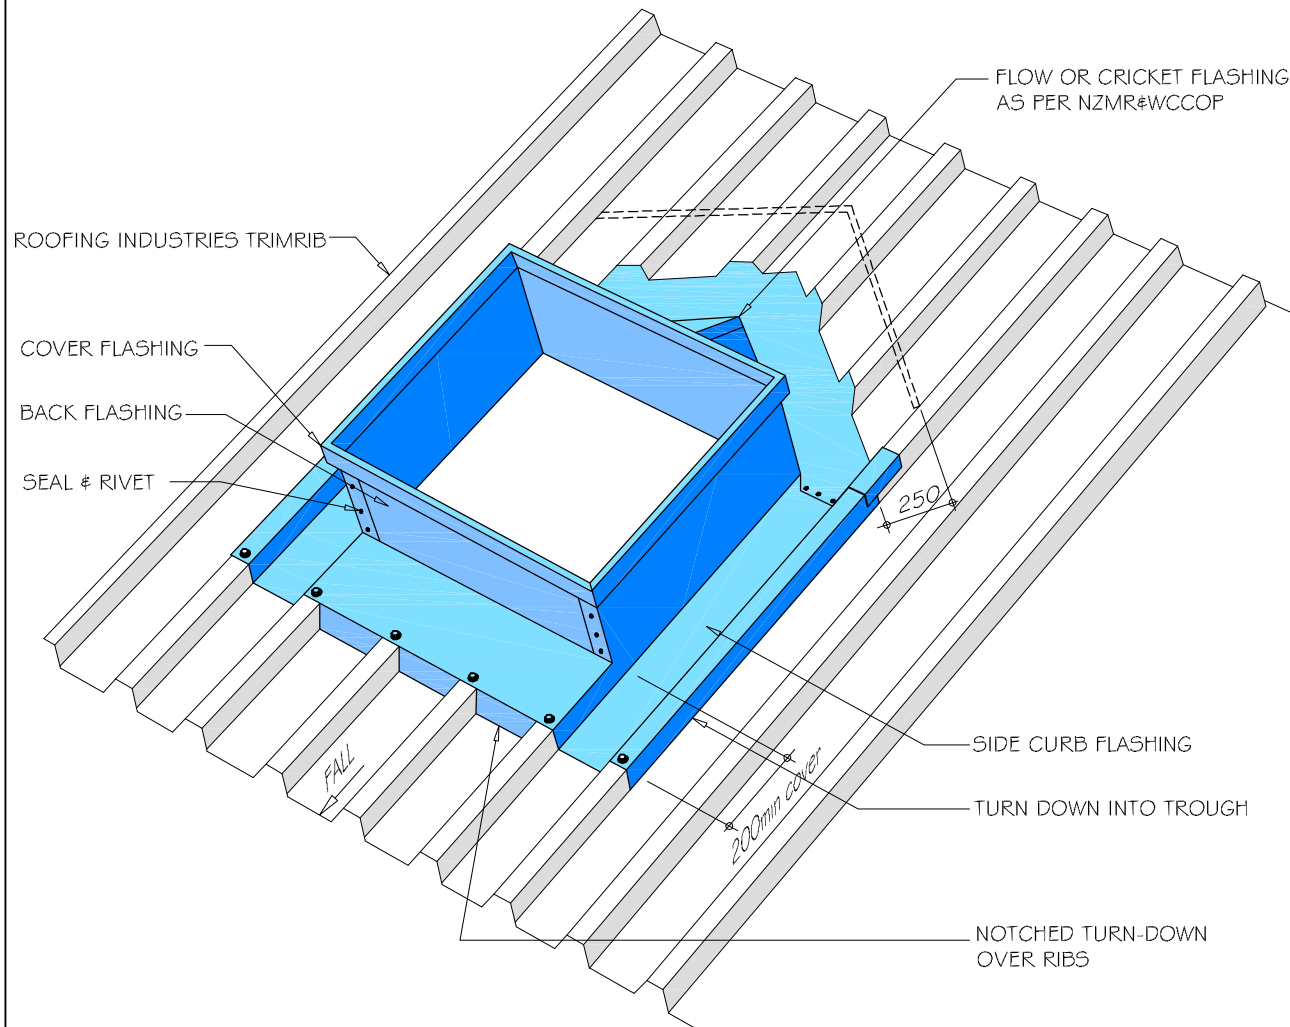 FLOW OR CRICKET FLASHING
AS PER NZMR&WCCOP
ROOFING INDUSTRIES TRIMRIB
COVER FLASHING
BACK FLASHING
SEAL & RIVET
250
SIDE CURB FLASHING
FALL
200min cover
TURN DOWN INTO TROUGH
NOTCHED TURN-DOWN
OVER RIBS